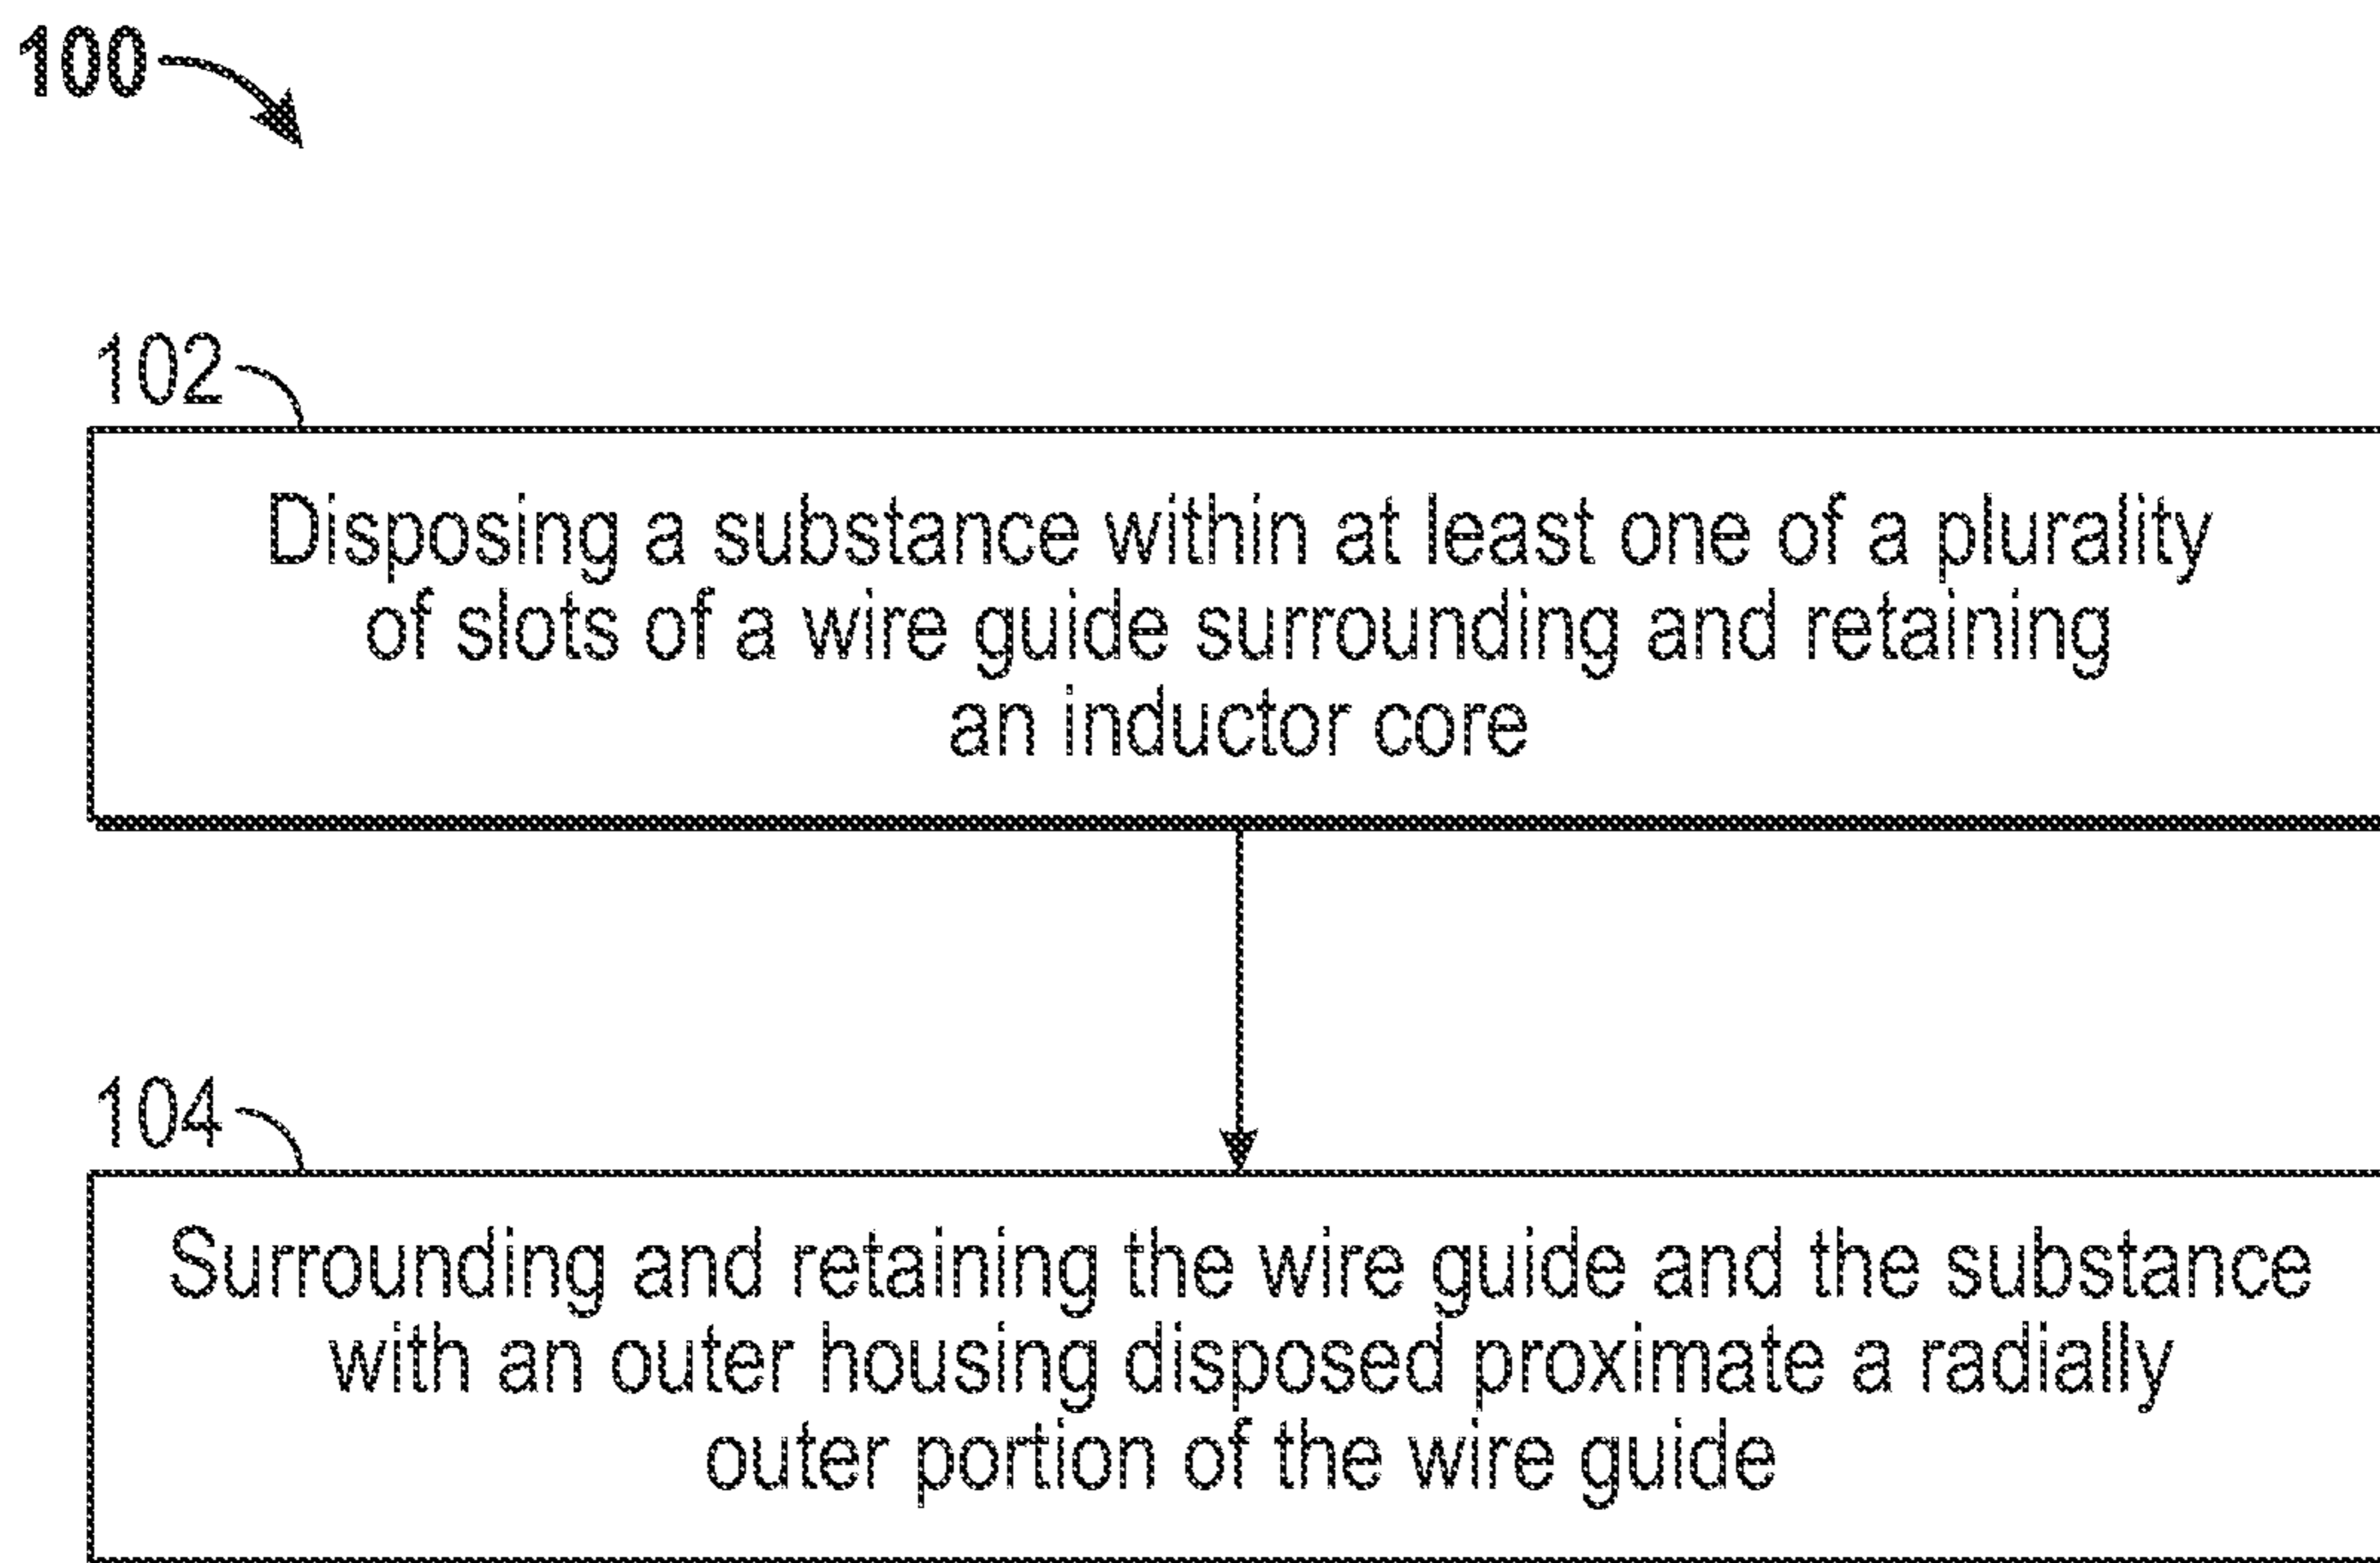 100
102
Disposing a substance within at least one of a plurality
of slots of a wire guide surrounding and retaining
an inductor core
104
Surrounding and retaining the wire guide and the substance
with an outer housing disposed proximate a radially
outer portion of the wire guide